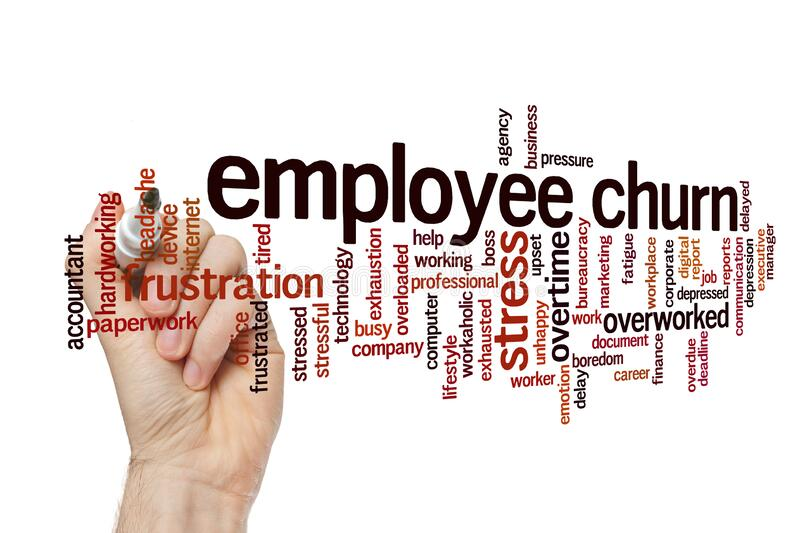 employee churn
agency
business
pressure
accountant
hardworking
headache
device
internet
paperwork
frustration
tired
office
frustrated
stressed
stressful
technology
exhaustion
busy
company
overloaded
help
working
professional
computer
lifestyle
workaholic
exhausted
boss
stress
upset
unhappy
worker
overtime
emotion
delay
bureaucracy
work
boredom
marketing
document
fatigue
career
overworked
workplace
finance
corporate
digital
report
depressed
job
reports
overdue
deadline
communication
delayed
depression
executive
manager